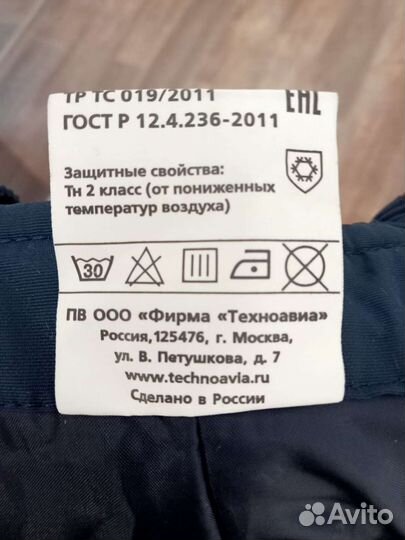 ТР ТС 019/2011 EAC
ГОСТ Р 12.4.236-2011
Защитные свойства:
Тн 2 класс (от пониженных
температур воздуха)
30
ПВ ООО «Фирма «Техноавиа»
Россия,125476, г. Москва,
ул. В. Петушкова, д. 7
www.technoavia.ru
Сделано в России
Avito